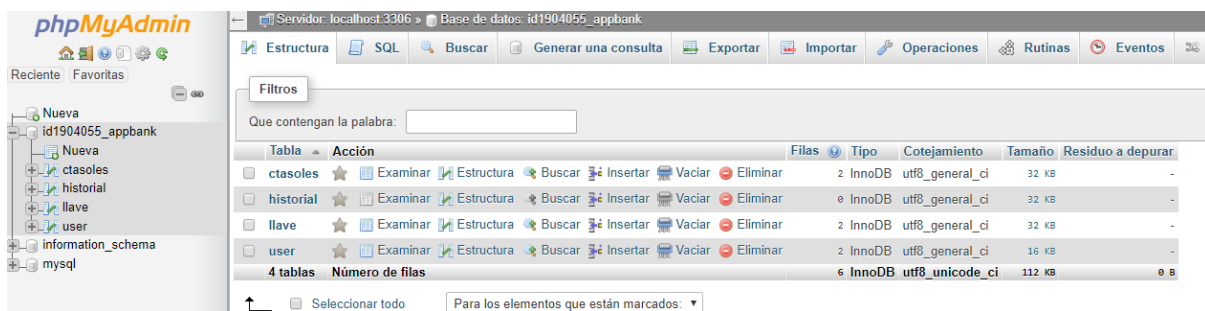 phpMyAdmin
Reciente Favoritas
Nueva
id1904055_appbank
Nueva
ctasoles
historial
llave
user
information_schema
mysql
Servidor: localhost:3306 » Base de datos: id1904055_appbank
Estructura SQL Buscar Generar una consulta Exportar Importar Operaciones Rutinas Eventos
Filtros
Que contengan la palabra:
Tabla Acción Filas Tipo Cotejamiento Tamaño Residuo a depurar
ctasoles Examinar Estructura Buscar Insertar Vaciar Eliminar 2 InnoDB utf8_general_ci 32 KB -
historial Examinar Estructura Buscar Insertar Vaciar Eliminar 0 InnoDB utf8_general_ci 32 KB -
llave Examinar Estructura Buscar Insertar Vaciar Eliminar 2 InnoDB utf8_general_ci 32 KB -
user Examinar Estructura Buscar Insertar Vaciar Eliminar 2 InnoDB utf8_general_ci 16 KB -
4 tablas Número de filas 6 InnoDB utf8_unicode_ci 112 KB 0 B
Seleccionar todo Para los elementos que están marcados: